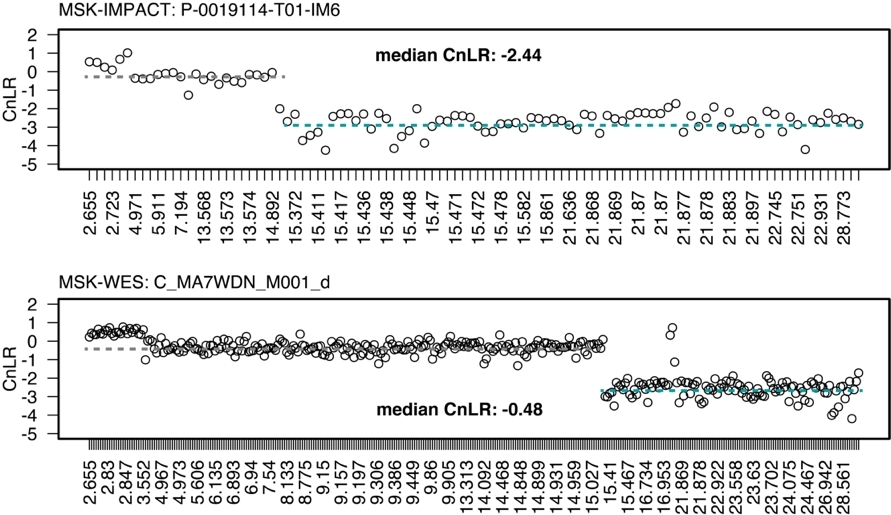 MSK-IMPACT: P-0019114-T01-IM6
median CnLR: -2.44
CnLR
2
1
0
-1
-2
-3
-4
-5
2.655 2.723 4.971 5.911 7.194 13.568 13.573 13.574 14.892 15.372 15.411 15.417 15.436 15.438 15.448 15.47 15.471 15.472 15.478 15.582 15.861 21.636 21.868 21.869 21.87 21.87 21.877 21.878 21.883 21.897 22.745 22.751 22.931 28.773
MSK-WES: C_MA7WDN_M001_d
CnLR
2
1
0
-1
-2
-3
-4
-5
median CnLR: -0.48
2.655 2.83 2.847 3.552 4.967 4.973 5.606 6.135 6.893 6.94 7.54 8.133 8.775 9.15 9.157 9.197 9.306 9.386 9.449 9.86 9.905 13.313 14.092 14.468 14.848 14.899 14.931 14.959 15.027 15.41 15.467 16.734 16.953 21.869 21.878 22.922 23.558 23.63 23.702 24.075 24.467 26.942 28.561